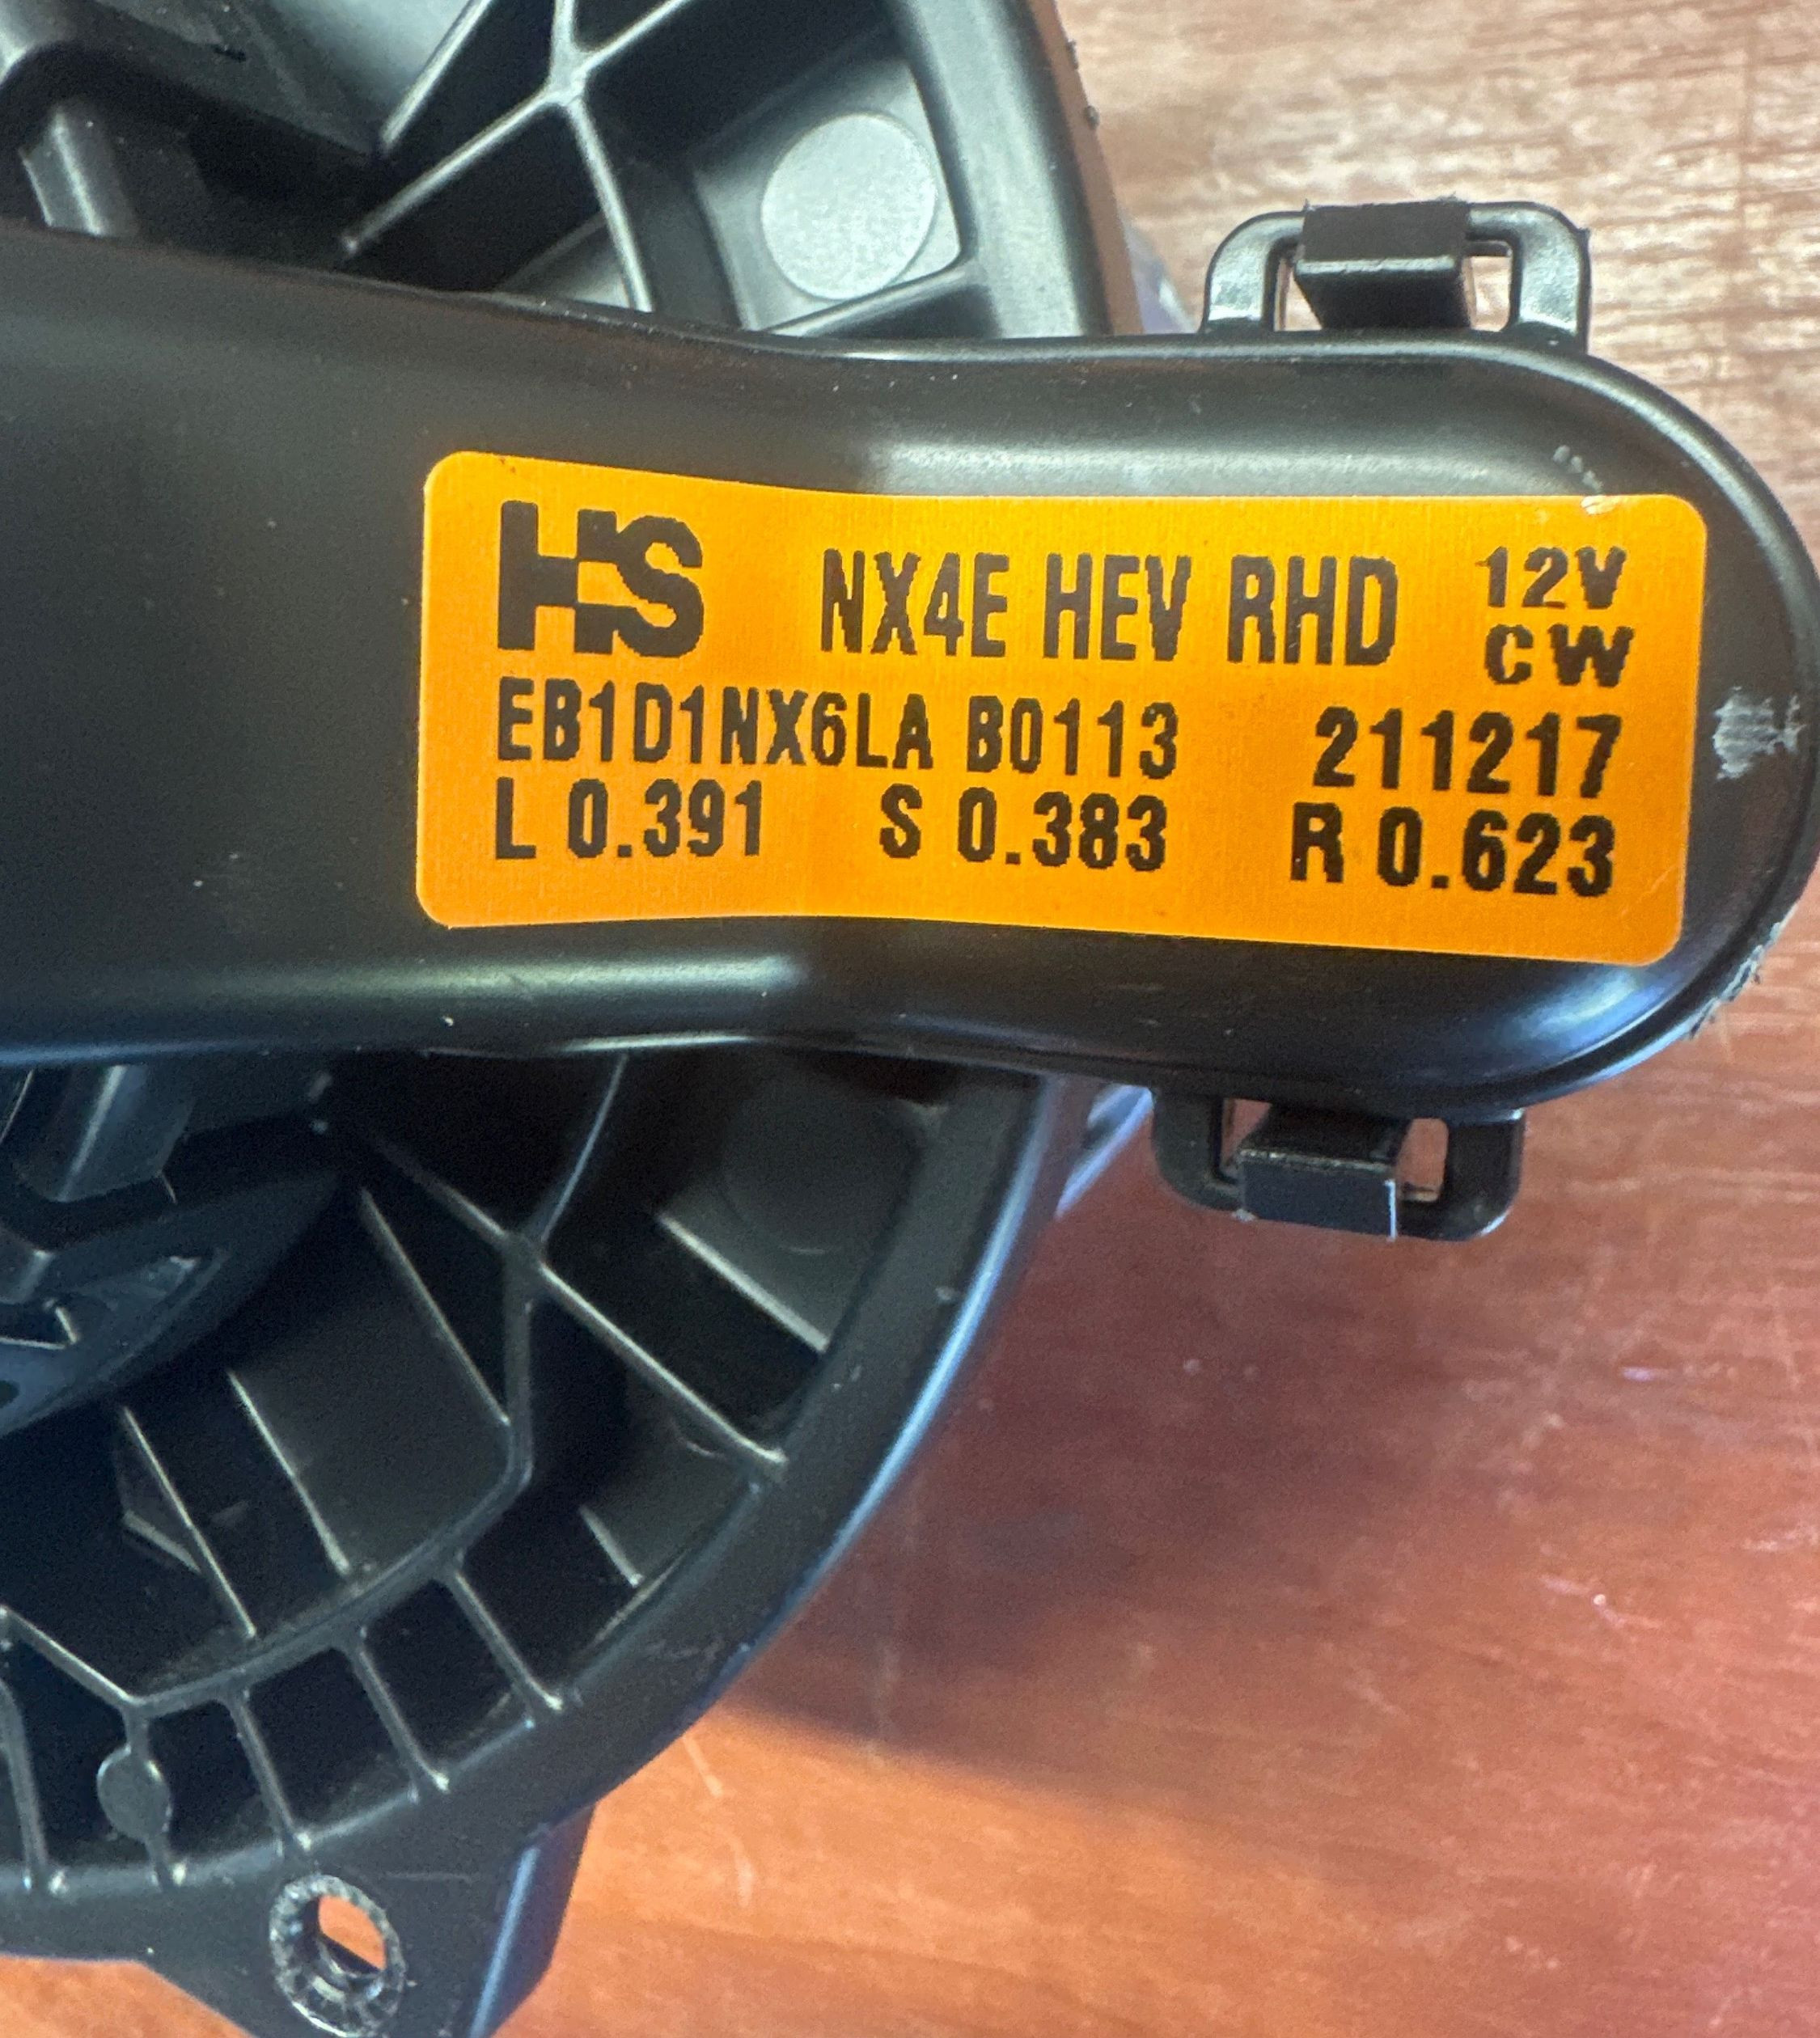 HS NX4E HEV RHD 12V
CW
EB1D1NX6LA B0113 211217
L 0.391 S 0.383 R 0.623